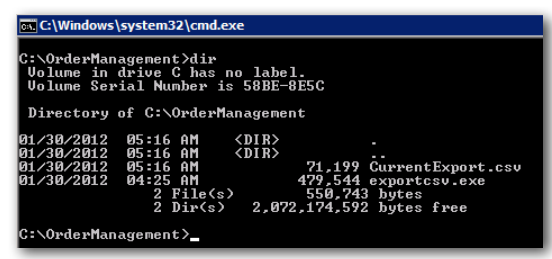 C:\Windows\system32\cmd.exe
C:\OrderManagement>dir
Volume in drive C has no label.
Volume Serial Number is 58BE-8E5C
Directory of C:\OrderManagement
01/30/2012 05:16 AM <DIR> .
01/30/2012 05:16 AM <DIR> ..
01/30/2012 05:16 AM 71,199 CurrentExport.csv
01/30/2012 04:25 AM 479,544 exportcsv.exe
2 File(s) 550,743 bytes
2 Dir(s) 2,072,174,592 bytes free
C:\OrderManagement>_